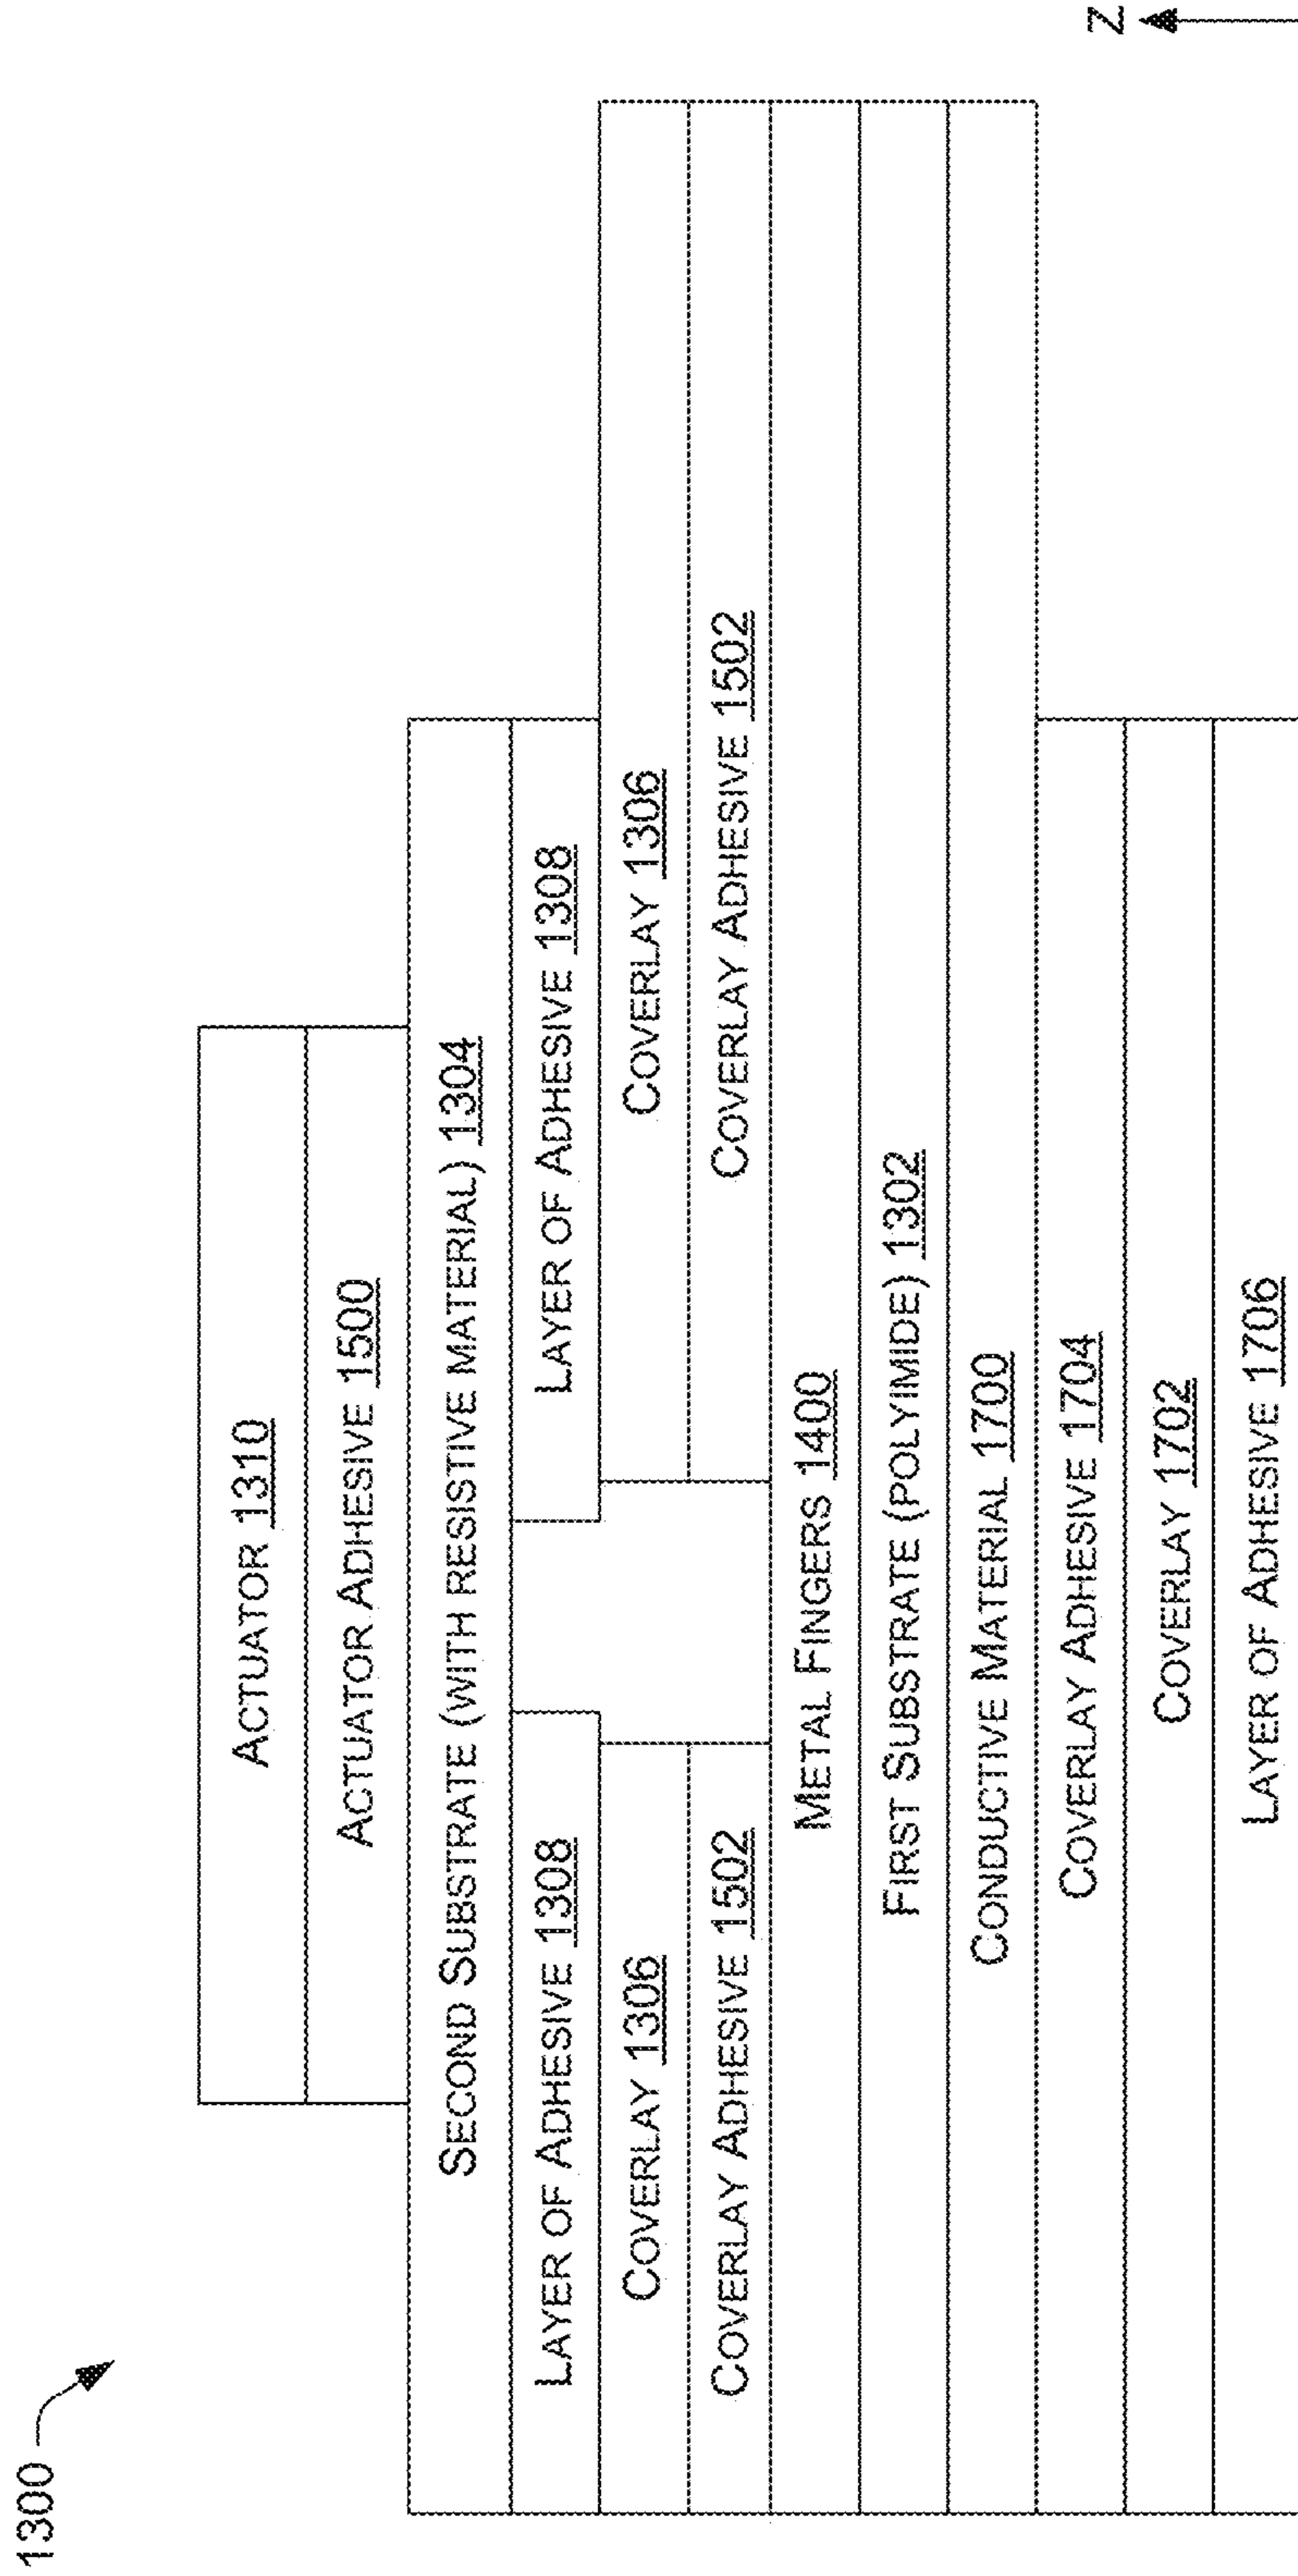 1300
ACTUATOR 1310
ACTUATOR ADHESIVE 1500
SECOND SUBSTRATE (WITH RESISTIVE MATERIAL) 1304
LAYER OF ADHESIVE 1308
LAYER OF ADHESIVE 1308
COVERLAY 1306
COVERLAY 1306
COVERLAY ADHESIVE 1502
COVERLAY ADHESIVE 1502
METAL FINGERS 1400
FIRST SUBSTRATE (POLYIMIDE) 1302
CONDUCTIVE MATERIAL 1700
COVERLAY ADHESIVE 1704
COVERLAY 1702
LAYER OF ADHESIVE 1706
Z